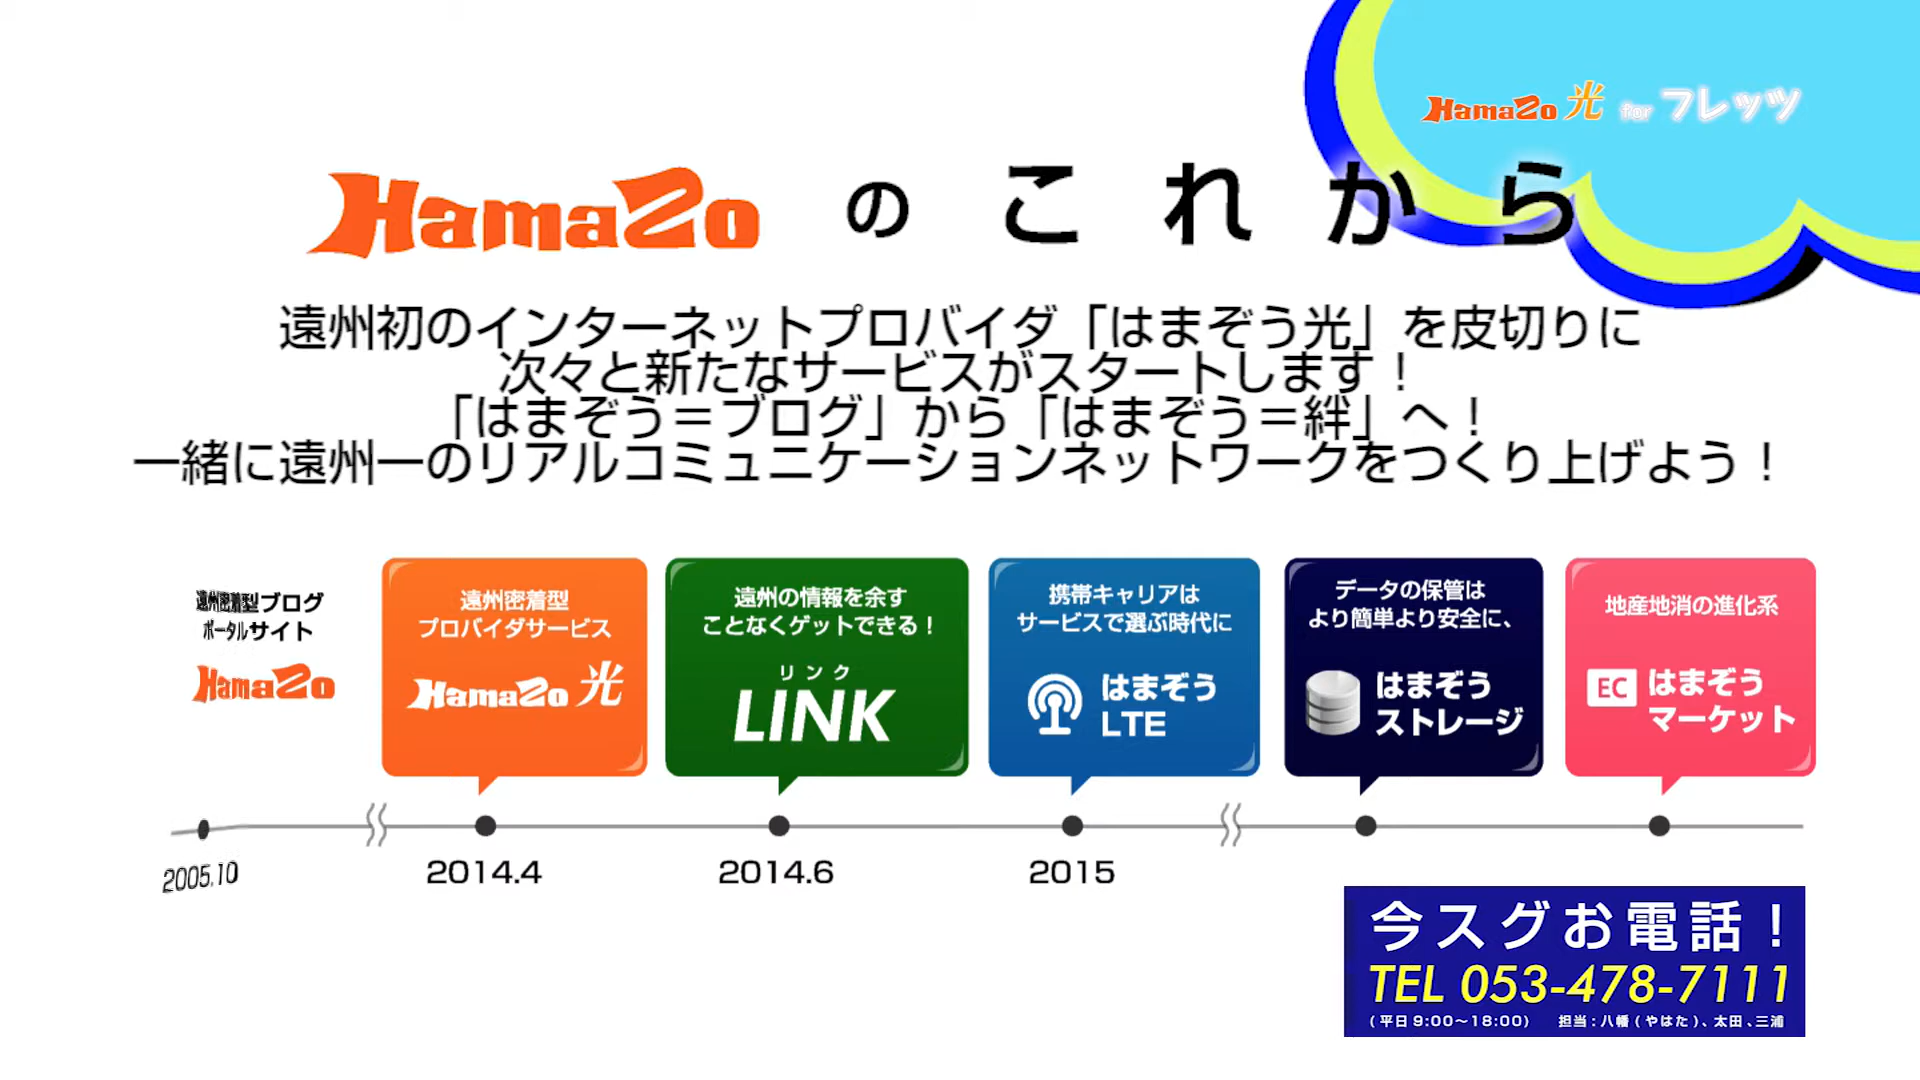 HamaZo 光 for フレッツ
HamaZo の これから
遠州初のインターネットプロバイダ「はまぞう光」を皮切りに
次々と新たなサービスがスタートします！
「はまぞう＝ブログ」から「はまぞう＝絆」へ！
一緒に遠州一のリアルコミュニケーションネットワークをつくり上げよう！
遠州密着型ブログ
ポータルサイト
HamaZo
遠州密着型
プロバイダサービス
HamaZo 光
遠州の情報を余す
ことなくゲットできる！
リンク
LINK
携帯キャリアは
サービスで選ぶ時代に
はまぞう
LTE
データの保管は
より簡単より安全に、
はまぞう
ストレージ
地産地消の進化系
EC はまぞう
マーケット
2005.10
2014.4
2014.6
2015
今スグお電話！
TEL 053-478-7111
(平日9:00〜18:00) 担当：八幡(やはた)、太田、三浦